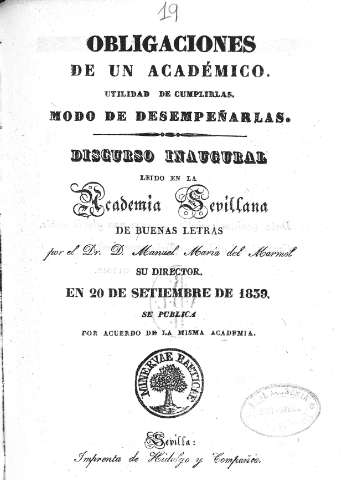 19
OBLIGACIONES
DE UN ACADÉMICO.
UTILIDAD DE CUMPLIRLAS.
MODO DE DESEMPEÑARLAS.
DISCURSO INAUGURAL
LEIDO EN LA
Academia Sevillana
DE BUENAS LETRAS
por el Dr. D. Manuel María del Marmol
SU DIRECTOR.
EN 20 DE SETIEMBRE DE 1839.
SE PUBLICA
POR ACUERDO DE LA MISMA ACADEMIA.
MINERVAE BAETICAE
Sevilla:
Imprenta de Hidalgo y Compañía.